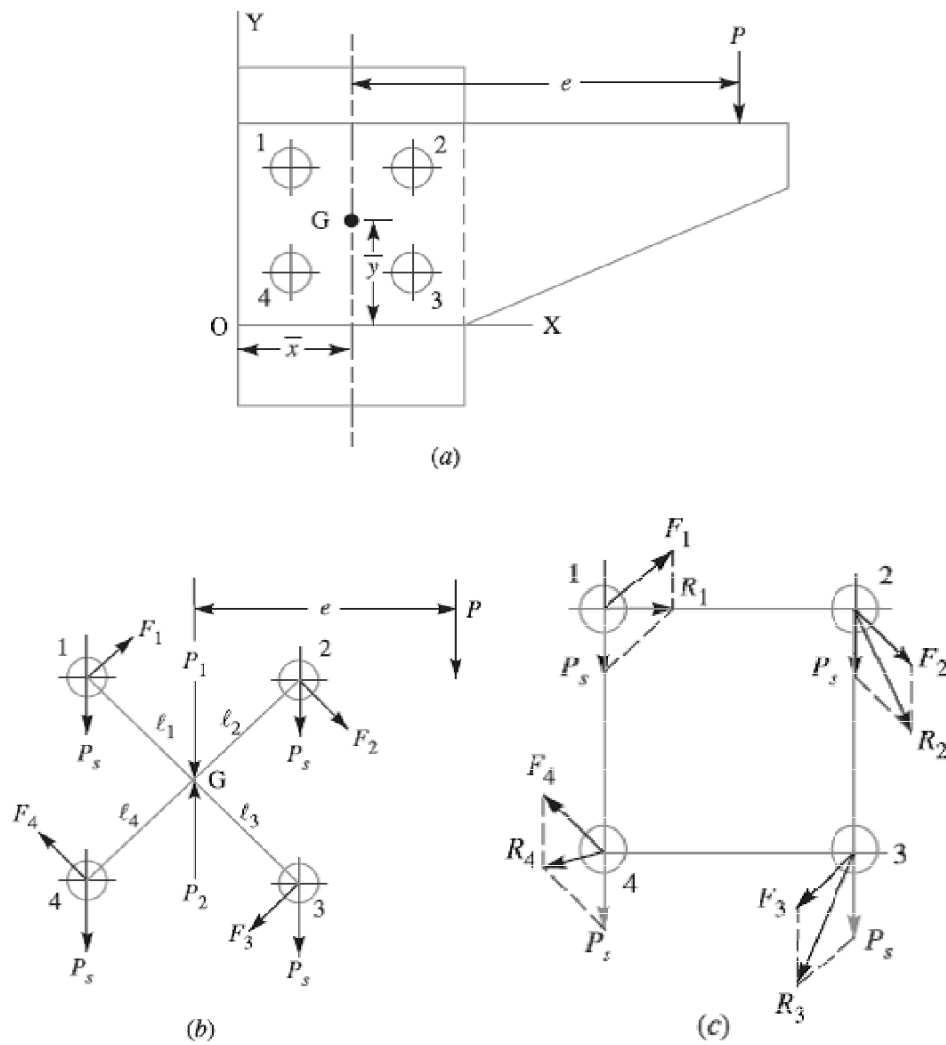 Y
P
e
1
2
G
y̅
4
3
O
X
x̅
(a)
e
P
1
F₁
P₁
2
ℓ₁
ℓ₂
F₂
Pₛ
Pₛ
G
F₄
ℓ₄
ℓ₃
4
P₂
3
F₃
Pₛ
Pₛ
(b)
F₁
1
2
R₁
Pₛ
Pₛ
F₂
R₂
F₄
R₄
4
3
F₃
Pₛ
Pₛ
R₃
(c)